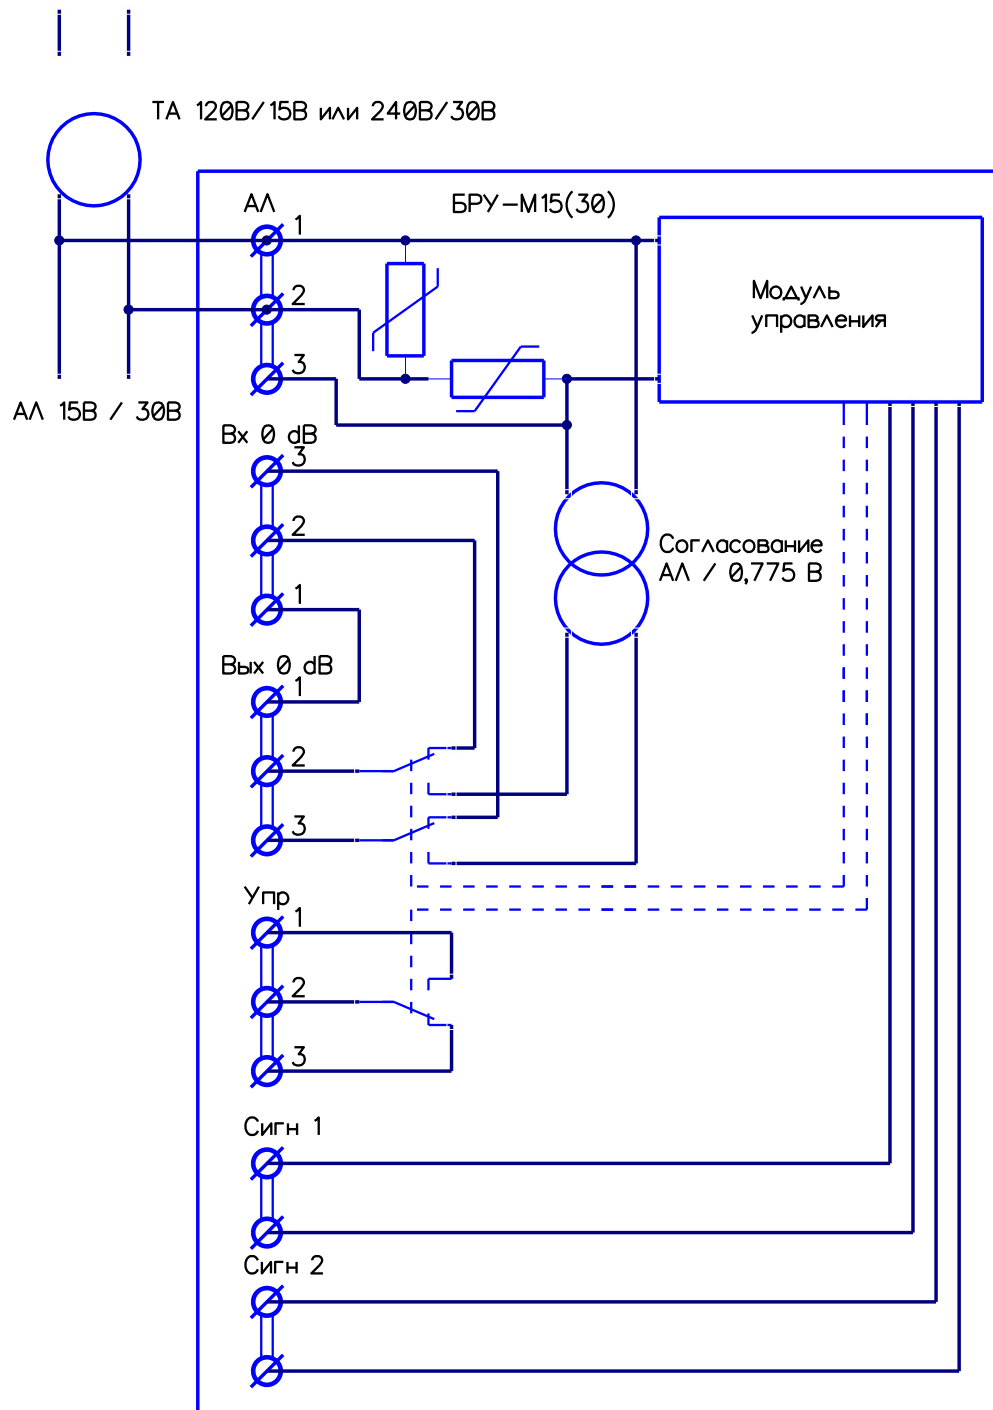 ТА 120В/15В или 240В/30В
АЛ
БРУ-М15(30)
1
2
3
Модуль
управления
АЛ 15В / 30В
Вх 0 dB
3
2
1
Согласование
АЛ / 0,775 В
Вых 0 dB
1
2
3
Упр
1
2
3
Сигн 1
Сигн 2